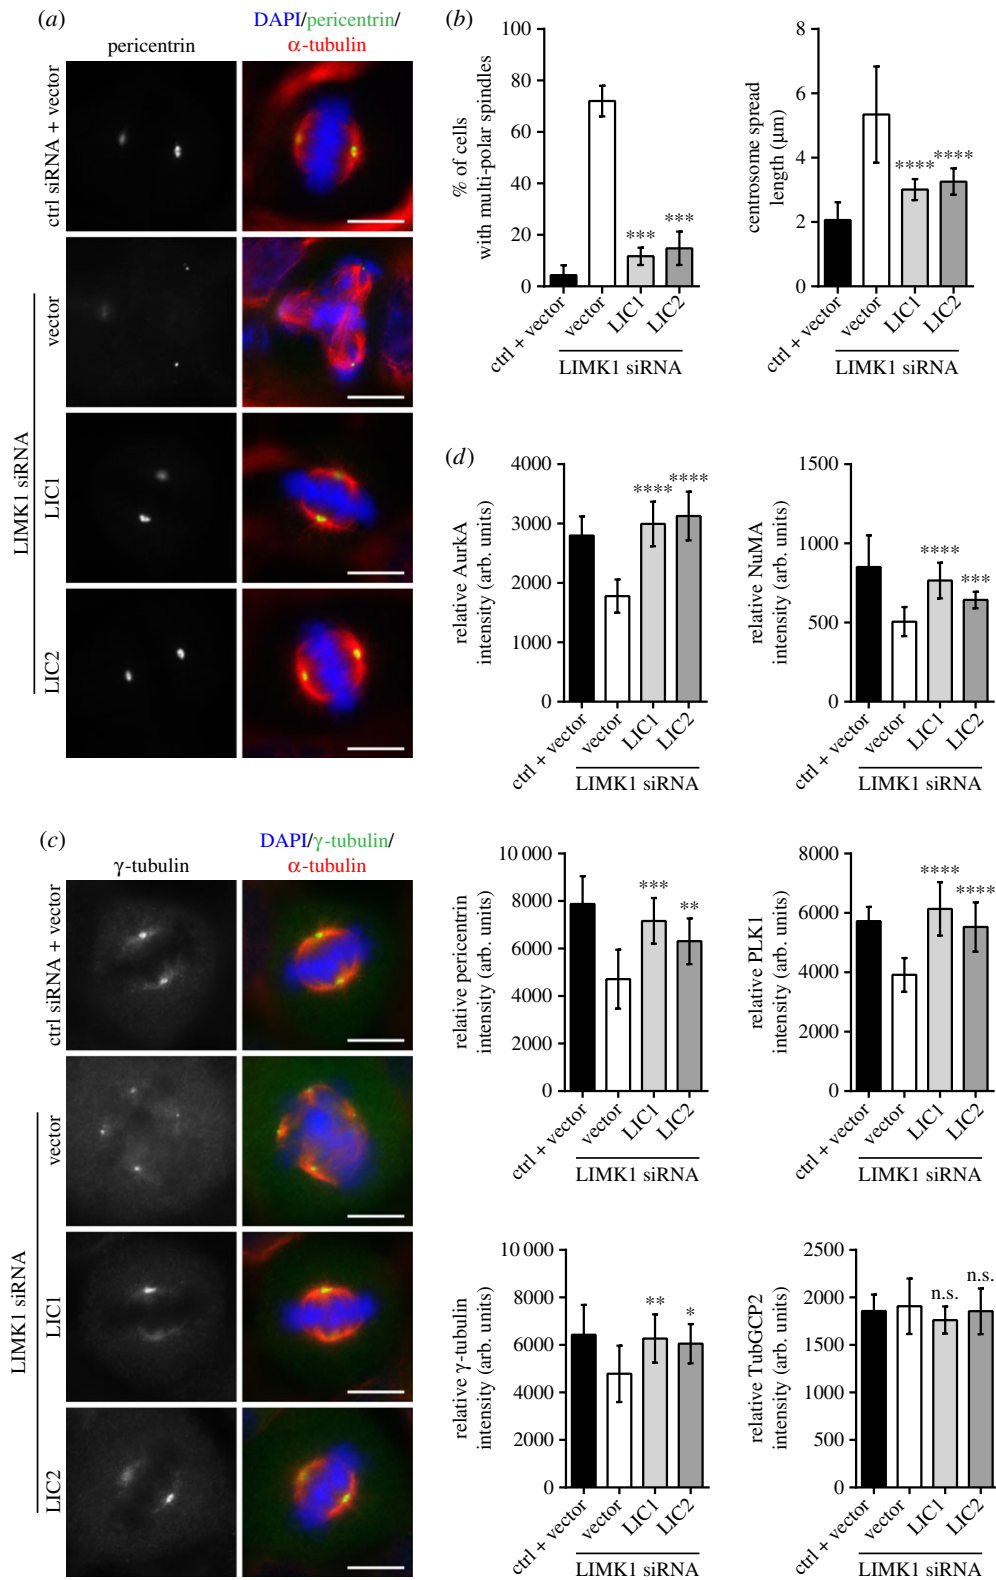 (a)
pericentrin
DAPI/pericentrin/
α-tubulin
ctrl siRNA + vector
vector
LIC1
LIC2
LIMK1 siRNA
(b)
% of cells
with multi-polar spindles
100
80
60
40
20
0
***
***
ctrl + vector
vector
LIC1
LIC2
LIMK1 siRNA
centrosome spread
length (μm)
8
6
4
2
0
****
****
ctrl + vector
vector
LIC1
LIC2
LIMK1 siRNA
(c)
γ-tubulin
DAPI/γ-tubulin/
α-tubulin
ctrl siRNA + vector
vector
LIC1
LIC2
LIMK1 siRNA
(d)
relative AurkA
intensity (arb. units)
4000
3000
2000
1000
0
****
****
ctrl + vector
vector
LIC1
LIC2
LIMK1 siRNA
relative NuMA
intensity (arb. units)
1500
1000
500
0
****
***
ctrl + vector
vector
LIC1
LIC2
LIMK1 siRNA
relative pericentrin
intensity (arb. units)
10 000
8000
6000
4000
2000
0
***
**
ctrl + vector
vector
LIC1
LIC2
LIMK1 siRNA
relative PLK1
intensity (arb. units)
8000
6000
4000
2000
0
****
****
ctrl + vector
vector
LIC1
LIC2
LIMK1 siRNA
relative γ-tubulin
intensity (arb. units)
10 000
8000
6000
4000
2000
0
**
*
ctrl + vector
vector
LIC1
LIC2
LIMK1 siRNA
relative TubGCP2
intensity (arb. units)
2500
2000
1500
1000
500
0
n.s.
n.s.
ctrl + vector
vector
LIC1
LIC2
LIMK1 siRNA